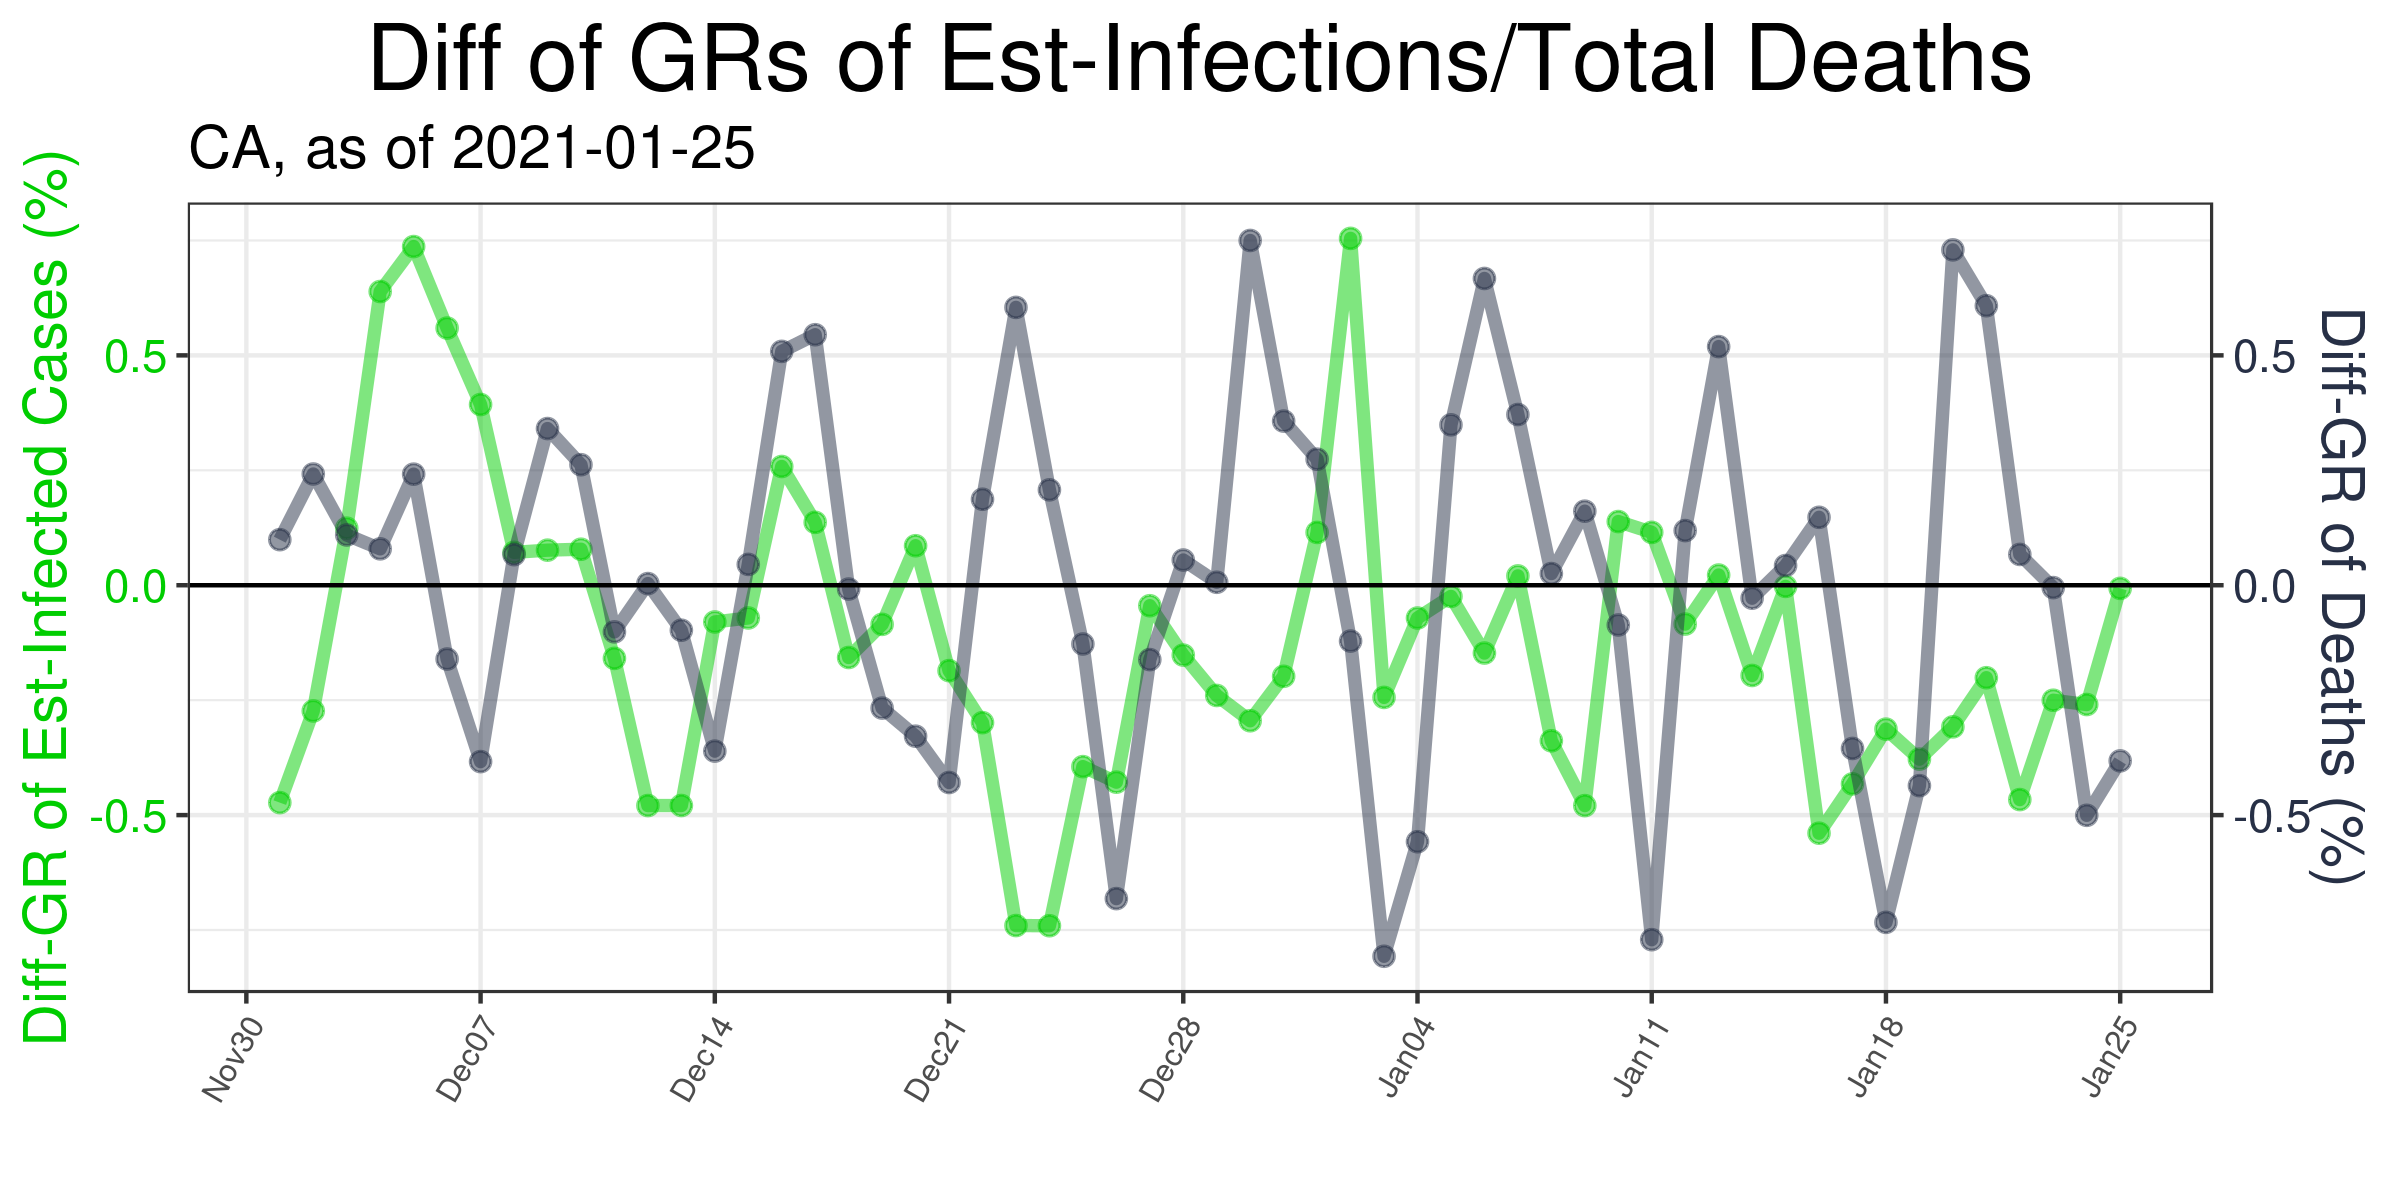 Diff of GRs of Est-Infections/Total Deaths
CA, as of 2021-01-25
Diff-GR of Est-Infected Cases (%)
0.5
0.0
-0.5
0.5
0.0
-0.5
Diff-GR of Deaths (%)
Nov30
Dec07
Dec14
Dec21
Dec28
Jan04
Jan11
Jan18
Jan25